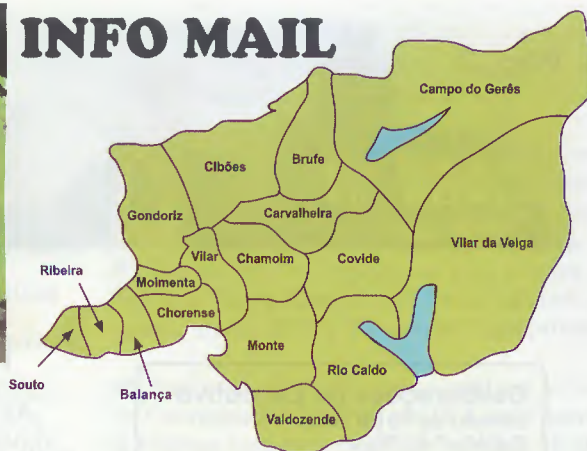 INFO MAIL
Campo do Gerês
Cibões
Brufe
Carvalheira
Gondoriz
Vilar
Chamoim
Covide
Vilar da Veiga
Ribeira
Moimenta
Chorense
Monte
Rio Caldo
Souto
Balança
Valdozende